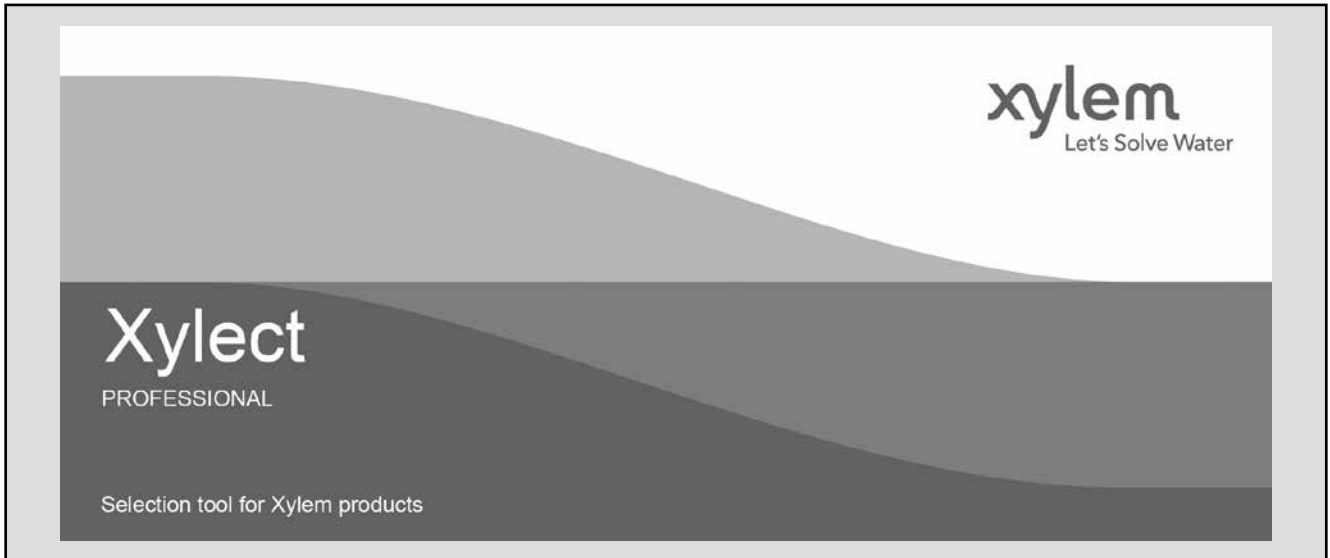 xylem
Let's Solve Water
Xylect
PROFESSIONAL
Selection tool for Xylem products